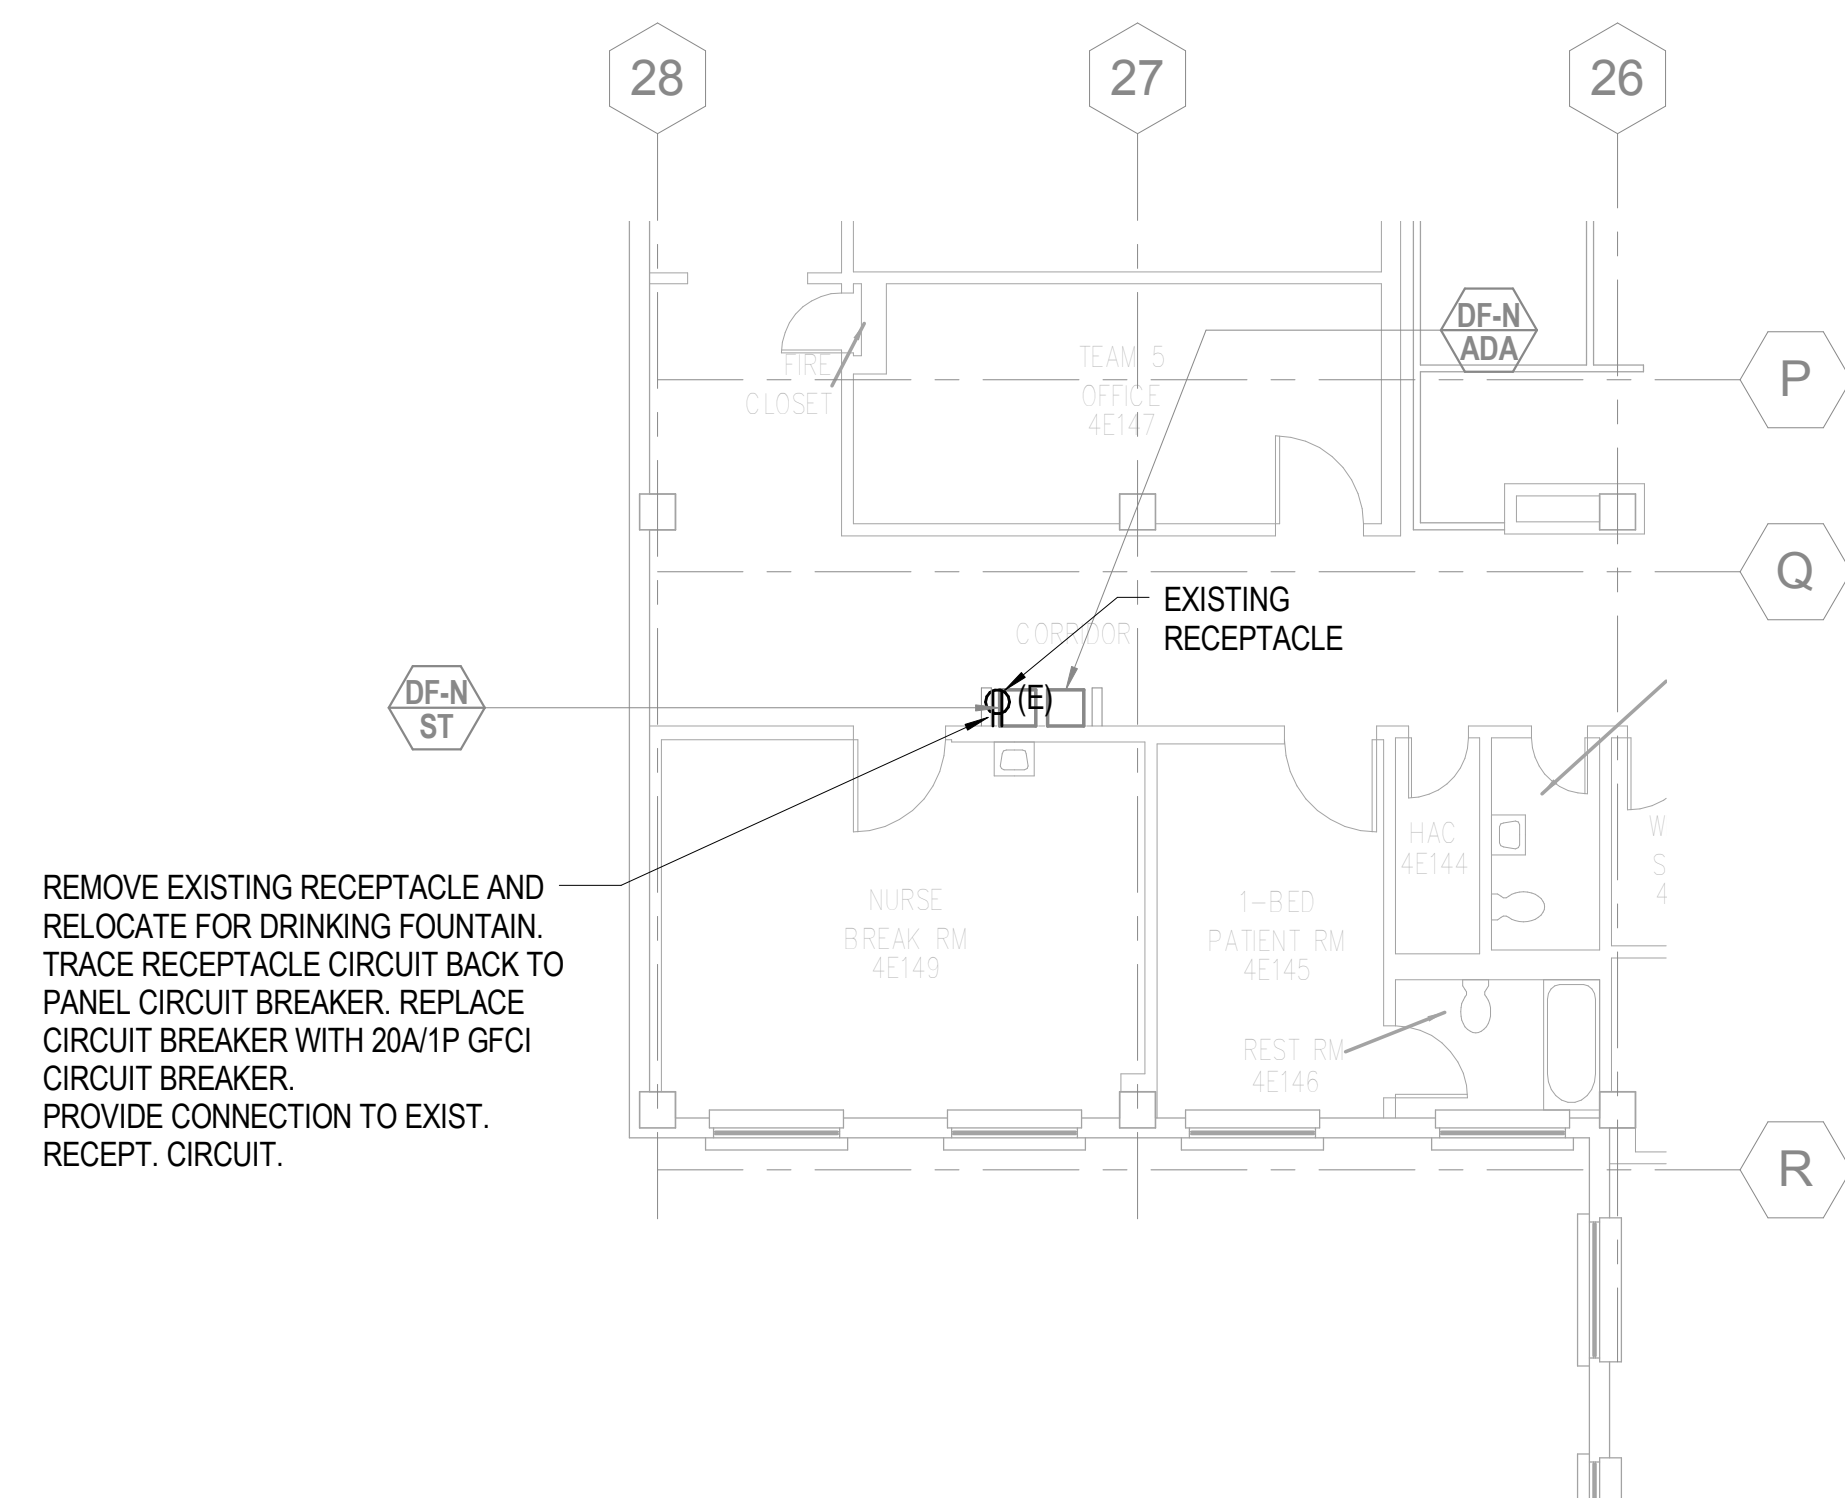 28
27
26
DF-N
ADA
P
FIRE
CLOSET
TEAM 5
OFFICE
4E147
Q
EXISTING
RECEPTACLE
CORRIDOR
(E)
DF-N
ST
REMOVE EXISTING RECEPTACLE AND
RELOCATE FOR DRINKING FOUNTAIN.
TRACE RECEPTACLE CIRCUIT BACK TO
PANEL CIRCUIT BREAKER. REPLACE
CIRCUIT BREAKER WITH 20A/1P GFCI
CIRCUIT BREAKER.
PROVIDE CONNECTION TO EXIST.
RECEPT. CIRCUIT.
NURSE
BREAK RM
4E149
1-BED
PATIENT RM
4E145
HAC
4E144
W
S
4
REST RM
4E146
R